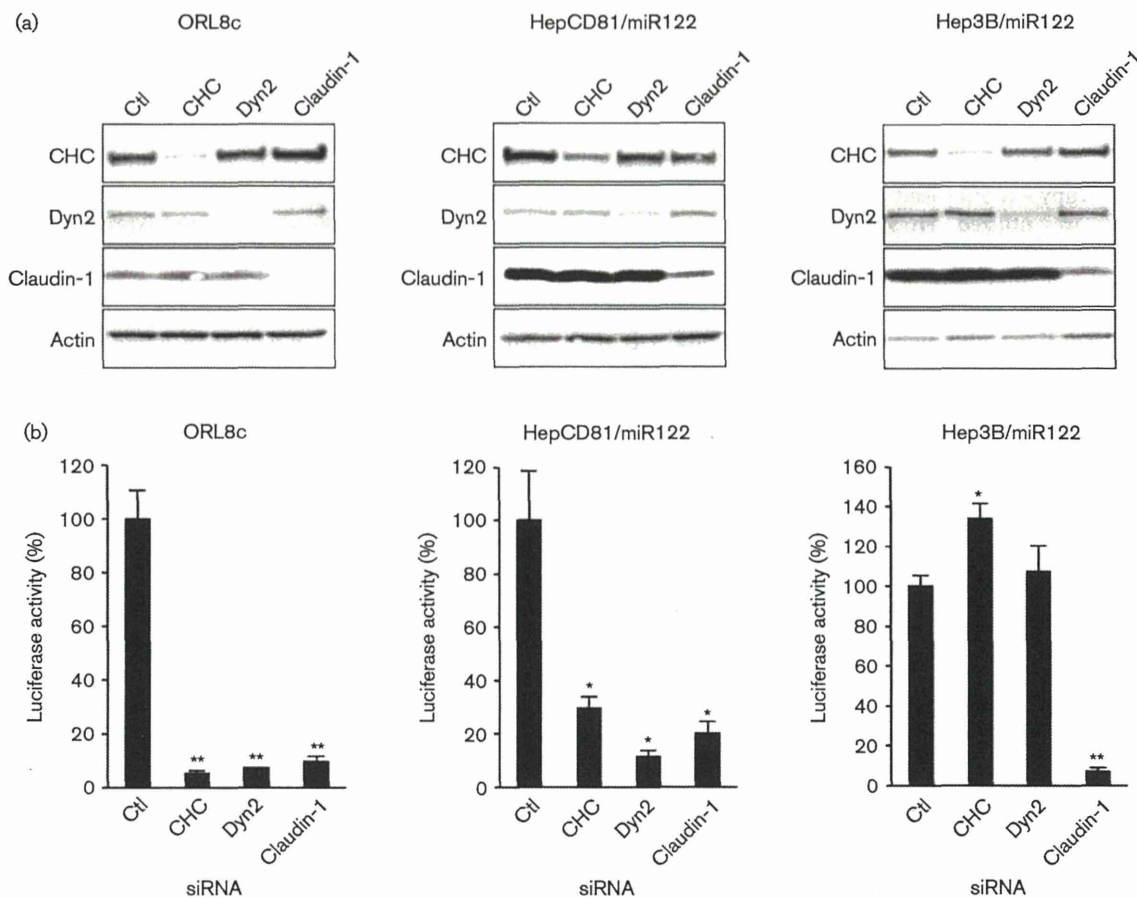 (a)
ORL8c
HepCD81/miR122
Hep3B/miR122
Ctl
CHC
Dyn2
Claudin-1
Ctl
CHC
Dyn2
Claudin-1
Ctl
CHC
Dyn2
Claudin-1
CHC
Dyn2
Claudin-1
Actin
CHC
Dyn2
Claudin-1
Actin
CHC
Dyn2
Claudin-1
Actin
(b)
ORL8c
Luciferase activity (%)
120
100
80
60
40
20
0
**
**
**
Ctl
CHC
Dyn2
Claudin-1
siRNA
HepCD81/miR122
Luciferase activity (%)
120
100
80
60
40
20
0
*
*
*
Ctl
CHC
Dyn2
Claudin-1
siRNA
Hep3B/miR122
Luciferase activity (%)
160
140
120
100
80
60
40
20
0
*
**
Ctl
CHC
Dyn2
Claudin-1
siRNA